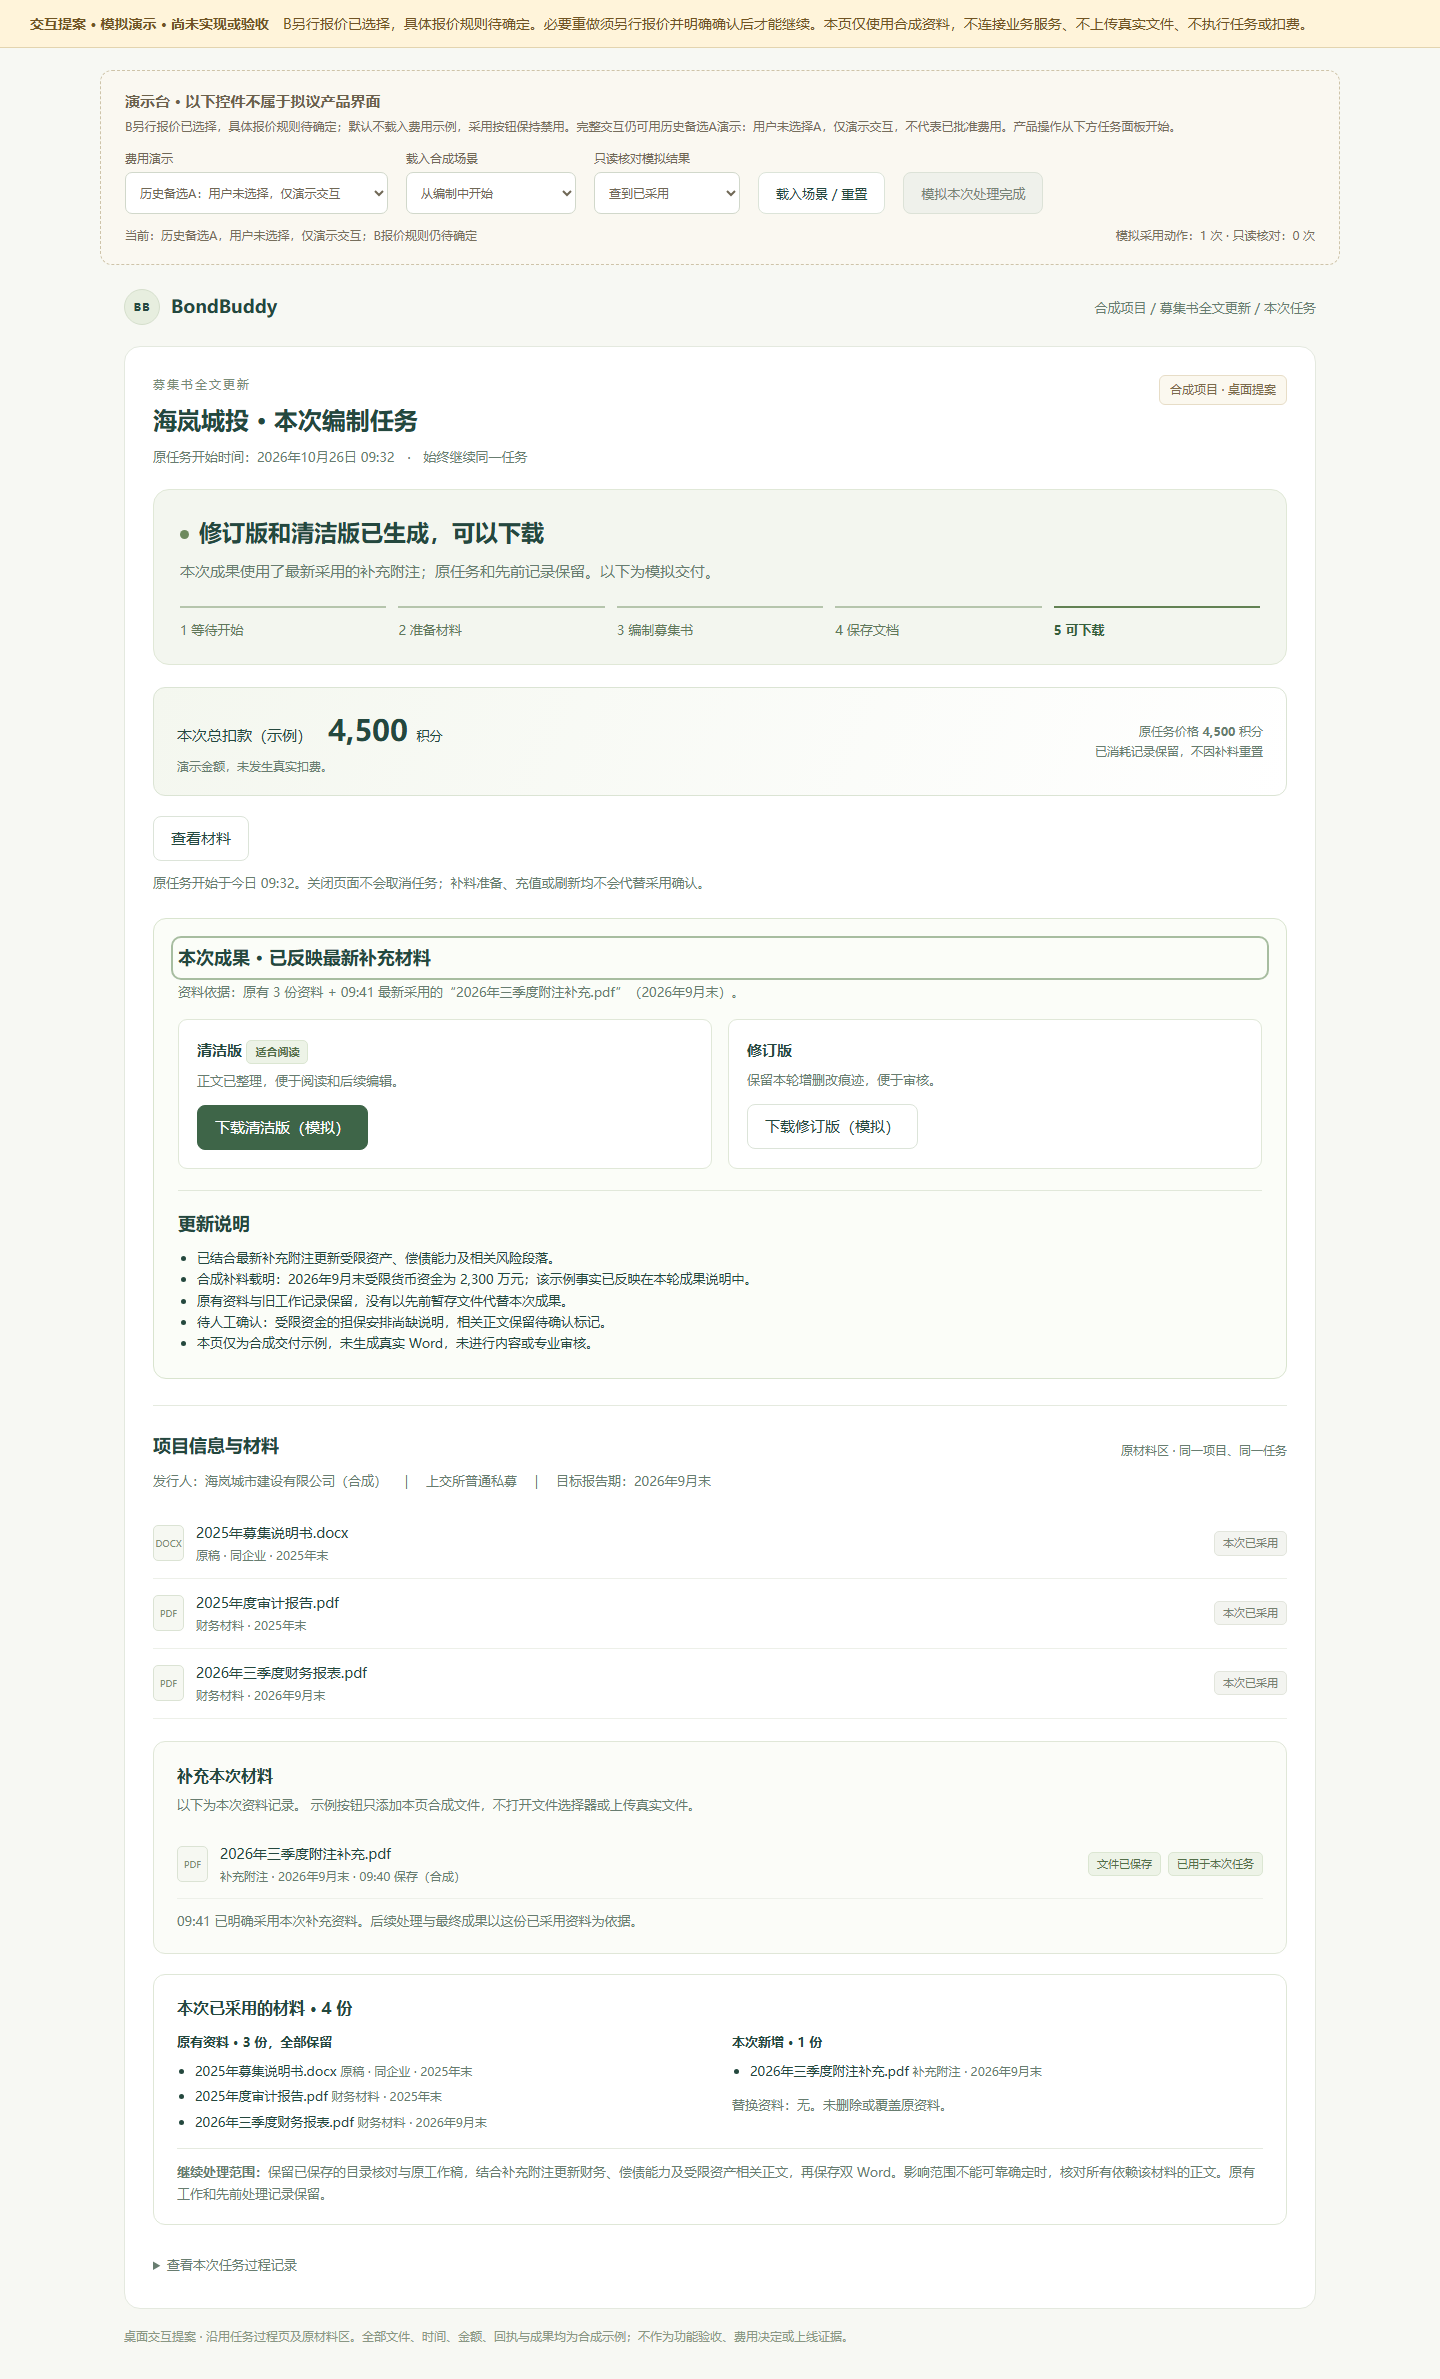 交互提案 • 模拟演示 • 尚未实现或验收 B另行报价已选择，具体报价规则待确定。必要重做须另行报价并明确确认后才能继续。本页仅使用合成资料，不连接业务服务、不上传真实文件、不执行任务或扣费。
演示台 • 以下控件不属于拟议产品界面
B另行报价已选择，具体报价规则待确定；默认不载入费用示例，采用按钮保持禁用。完整交互仍可用历史备选A演示：用户未选择A，仅演示交互，不代表已批准费用。产品操作从下方任务面板开始。
费用演示 载入合成场景 只读核对模拟结果
历史备选A：用户未选择，仅演示交互 从编制中开始 查到已采用 载入场景 / 重置 模拟本次处理完成
当前：历史备选A，用户未选择，仅演示交互；B报价规则仍待确定 模拟采用动作：1 次 · 只读核对：0 次
BB BondBuddy 合成项目 / 募集书全文更新 / 本次任务
募集书全文更新 合成项目 · 桌面提案
海岚城投 • 本次编制任务
原任务开始时间：2026年10月26日 09:32 · 始终继续同一任务
修订版和清洁版已生成，可以下载
本次成果使用了最新采用的补充附注；原任务和先前记录保留。以下为模拟交付。
1 等待开始 2 准备材料 3 编制募集书 4 保存文档 5 可下载
本次总扣款（示例） 4,500 积分 原任务价格 4,500 积分
演示金额，未发生真实扣费。 已消耗记录保留，不因补料重置
查看材料
原任务开始于今日 09:32。关闭页面不会取消任务；补料准备、充值或刷新均不会代替采用确认。
本次成果 • 已反映最新补充材料
资料依据：原有 3 份资料 + 09:41 最新采用的“2026年三季度附注补充.pdf”（2026年9月末）。
清洁版 适合阅读 修订版
正文已整理，便于阅读和后续编辑。 保留本轮增删改痕迹，便于审核。
下载清洁版（模拟） 下载修订版（模拟）
更新说明
• 已结合最新补充附注更新受限资产、偿债能力及相关风险段落。
• 合成补料载明：2026年9月末受限货币资金为 2,300 万元；该示例事实已反映在本轮成果说明中。
• 原有资料与旧工作记录保留，没有以先前暂存文件代替本次成果。
• 待人工确认：受限资金的担保安排尚缺说明，相关正文保留待确认标记。
• 本页仅为合成交付示例，未生成真实 Word，未进行内容或专业审核。
项目信息与材料 原材料区 · 同一项目、同一任务
发行人：海岚城市建设有限公司（合成） | 上交所普通私募 | 目标报告期：2026年9月末
DOCX 2025年募集说明书.docx 本次已采用
原稿 · 同企业 · 2025年末
PDF 2025年度审计报告.pdf 本次已采用
财务材料 · 2025年末
PDF 2026年三季度财务报表.pdf 本次已采用
财务材料 · 2026年9月末
补充本次材料
以下为本次资料记录。 示例按钮只添加本页合成文件，不打开文件选择器或上传真实文件。
PDF 2026年三季度附注补充.pdf 文件已保存 已用于本次任务
补充附注 · 2026年9月末 · 09:40 保存（合成）
09:41 已明确采用本次补充资料。后续处理与最终成果以这份已采用资料为依据。
本次已采用的材料 • 4 份
原有资料 • 3 份，全部保留 本次新增 • 1 份
• 2025年募集说明书.docx 原稿 · 同企业 · 2025年末 • 2026年三季度附注补充.pdf 补充附注 · 2026年9月末
• 2025年度审计报告.pdf 财务材料 · 2025年末
替换资料：无。未删除或覆盖原资料。
• 2026年三季度财务报表.pdf 财务材料 · 2026年9月末
继续处理范围：保留已保存的目录核对与原工作稿，结合补充附注更新财务、偿债能力及受限资产相关正文，再保存双 Word。影响范围不能可靠确定时，核对所有依赖该材料的正文。原有
工作和先前处理记录保留。
▶ 查看本次任务过程记录
桌面交互提案 · 沿用任务过程页及原材料区。全部文件、时间、金额、回执与成果均为合成示例；不作为功能验收、费用决定或上线证据。